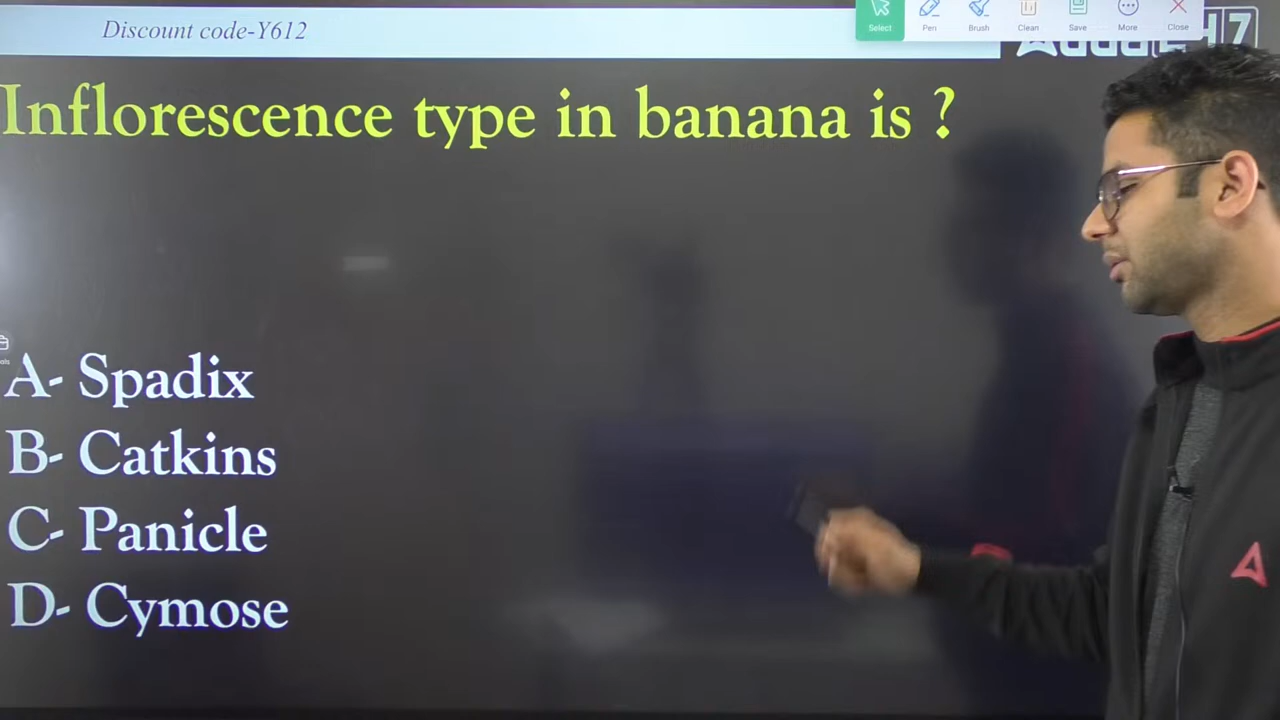 Discount code-Y612
Select
Pen
Brush
Clean
Save
More
Close
Inflorescence type in banana is ?
A- Spadix
B- Catkins
C- Panicle
D- Cymose